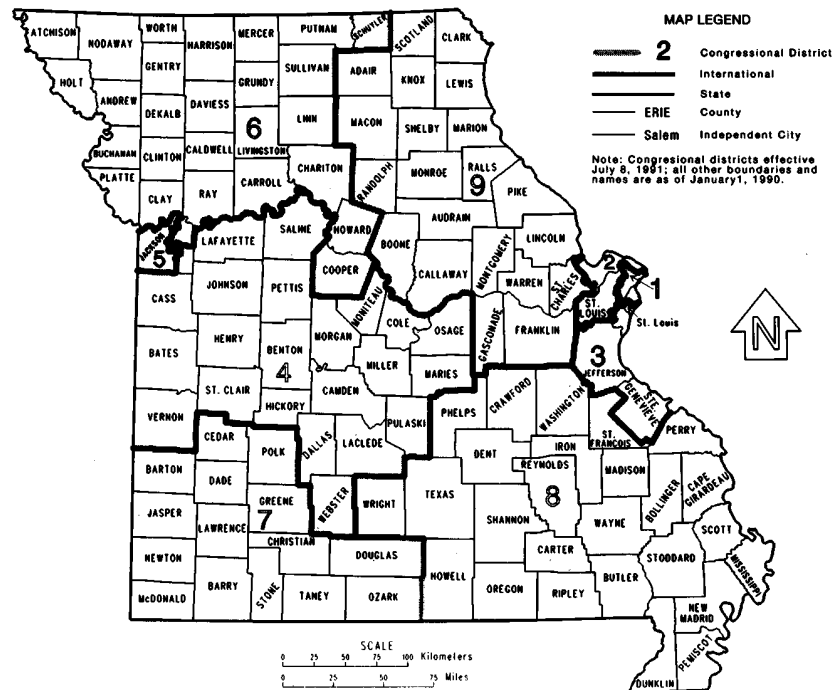 MAP LEGEND
2 Congressional District
International
State
ERIE County
Salem Independent City
Note: Congresional districts effective
July 8, 1991; all other boundaries and
names are as of January1, 1990.
ATCHISON
NODAWAY
WORTH
HARRISON
MERCER
PUTNAM
SCHUYLER
SCOTLAND
CLARK
HOLT
GENTRY
GRUNDY
SULLIVAN
ADAIR
KNOX
LEWIS
ANDREW
DEKALB
DAVIESS
LINN
MACON
SHELBY
MARION
6
BUCHANAN
CLINTON
CALDWELL
LIVINGSTON
CHARITON
RANDOLPH
MONROE
RALLS
9
PIKE
PLATTE
CLAY
RAY
CARROLL
AUDRAIN
JACKSON
5
LAFAYETTE
SALINE
HOWARD
BOONE
CALLAWAY
MONTGOMERY
LINCOLN
WARREN
ST. CHARLES
2
1
ST. LOUIS
St. Louis
CASS
JOHNSON
PETTIS
COOPER
MONITEAU
COLE
OSAGE
GASCONADE
FRANKLIN
3
JEFFERSON
N
BATES
HENRY
BENTON
4
MORGAN
MILLER
MARIES
ST. CLAIR
HICKORY
CAMDEN
PULASKI
PHELPS
CRAWFORD
WASHINGTON
STE. GENEVIEVE
ST. FRANCOIS
PERRY
VERNON
CEDAR
POLK
DALLAS
LACLEDE
DENT
IRON
REYNOLDS
8
MADISON
BOLLINGER
CAPE GIRARDEAU
BARTON
DADE
GREENE
7
WEBSTER
WRIGHT
TEXAS
SHANNON
WAYNE
SCOTT
JASPER
LAWRENCE
CHRISTIAN
DOUGLAS
CARTER
STODDARD
MISSISSIPPI
NEWTON
McDONALD
BARRY
STONE
TANEY
OZARK
HOWELL
OREGON
RIPLEY
BUTLER
NEW MADRID
PEMISCOT
DUNKLIN
SCALE
0 25 50 75 100 Kilometers
0 25 50 75 Miles